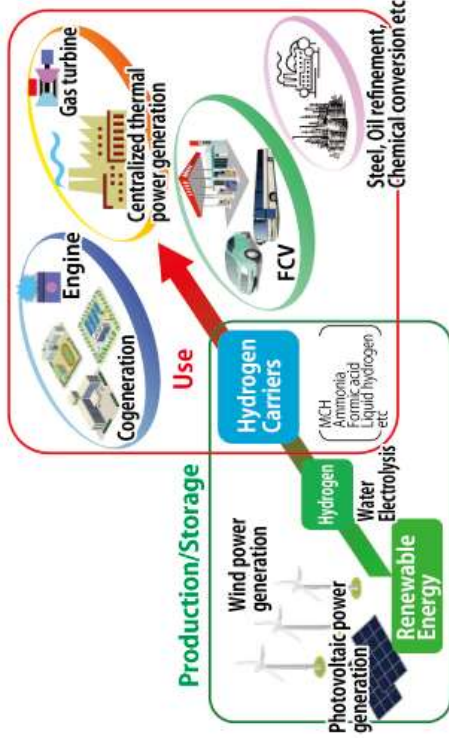 Production/Storage
Wind power
generation
Photovoltaic power
generation
Renewable
Energy
Water
Electrolysis
Hydrogen
Hydrogen
Carriers
MCH
Ammonia
Formic acid
Liquid hydrogen
etc
Use
Engine
Cogeneration
Gas turbine
Centralized thermal
power generation
FCV
Steel, Oil refinement,
Chemical conversion etc